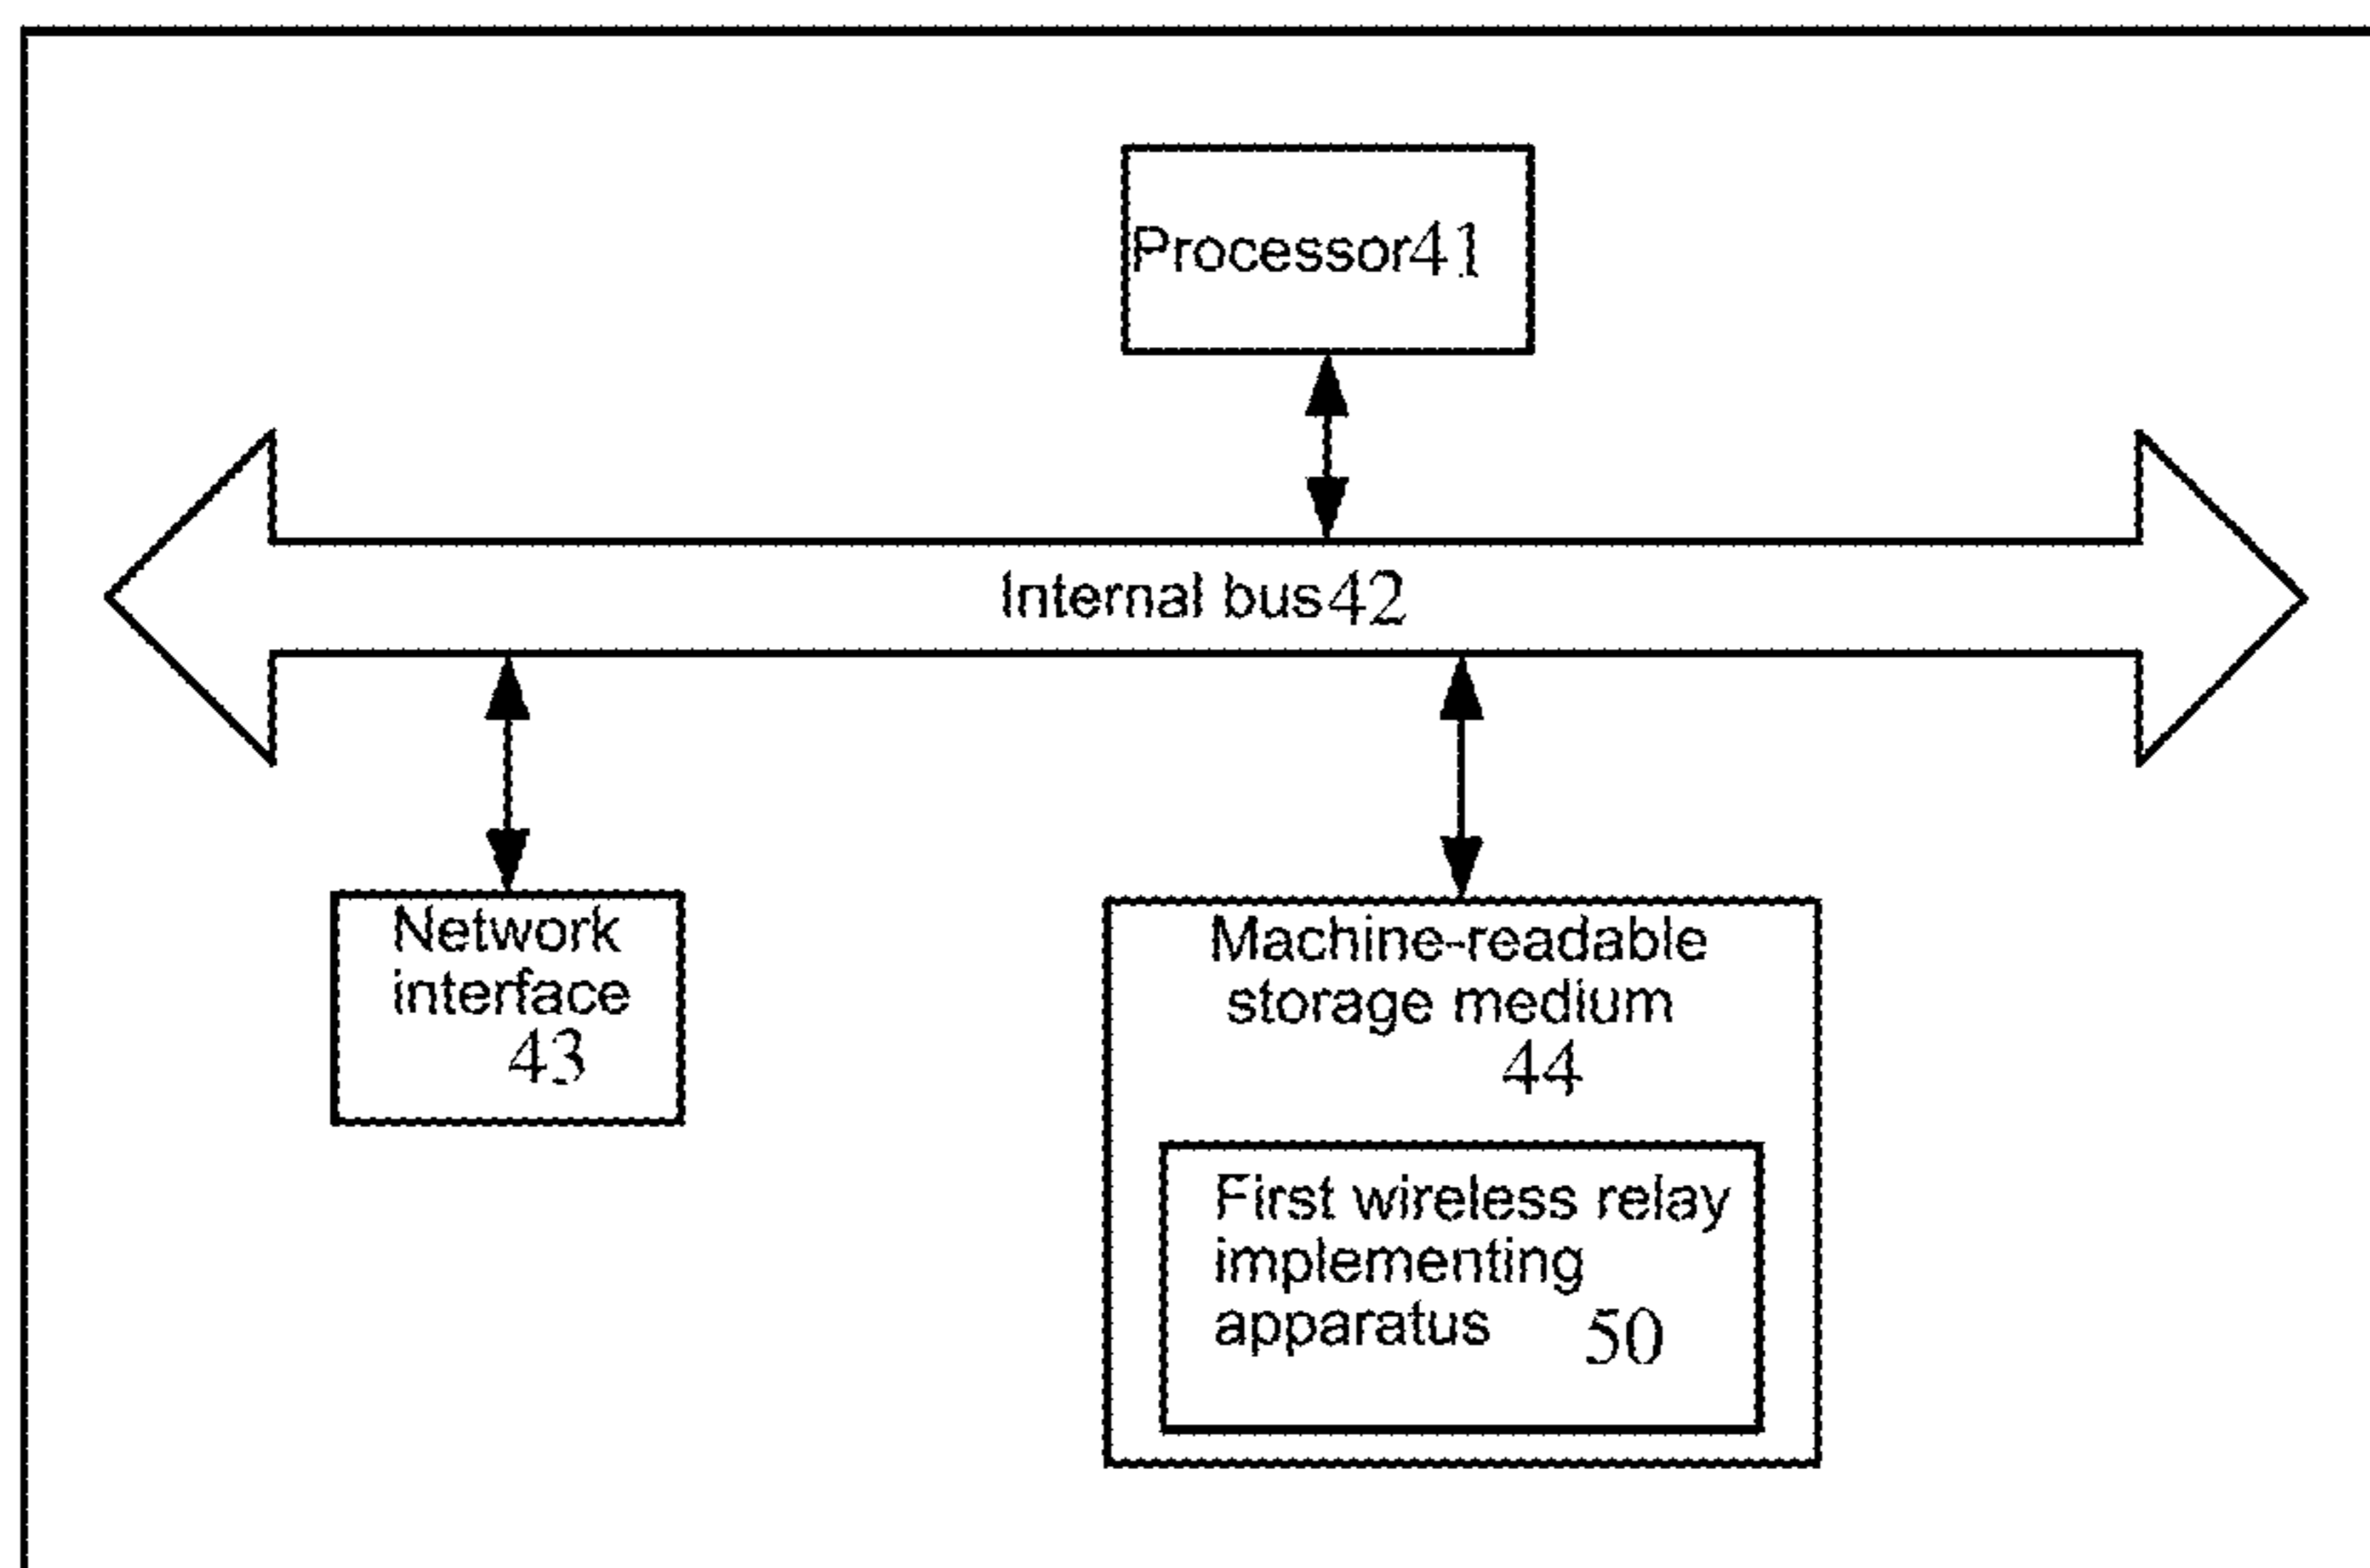 Processor41
Internal bus42
Network
interface
43
Machine-readable
storage medium
44
First wireless relay
implementing
apparatus 50